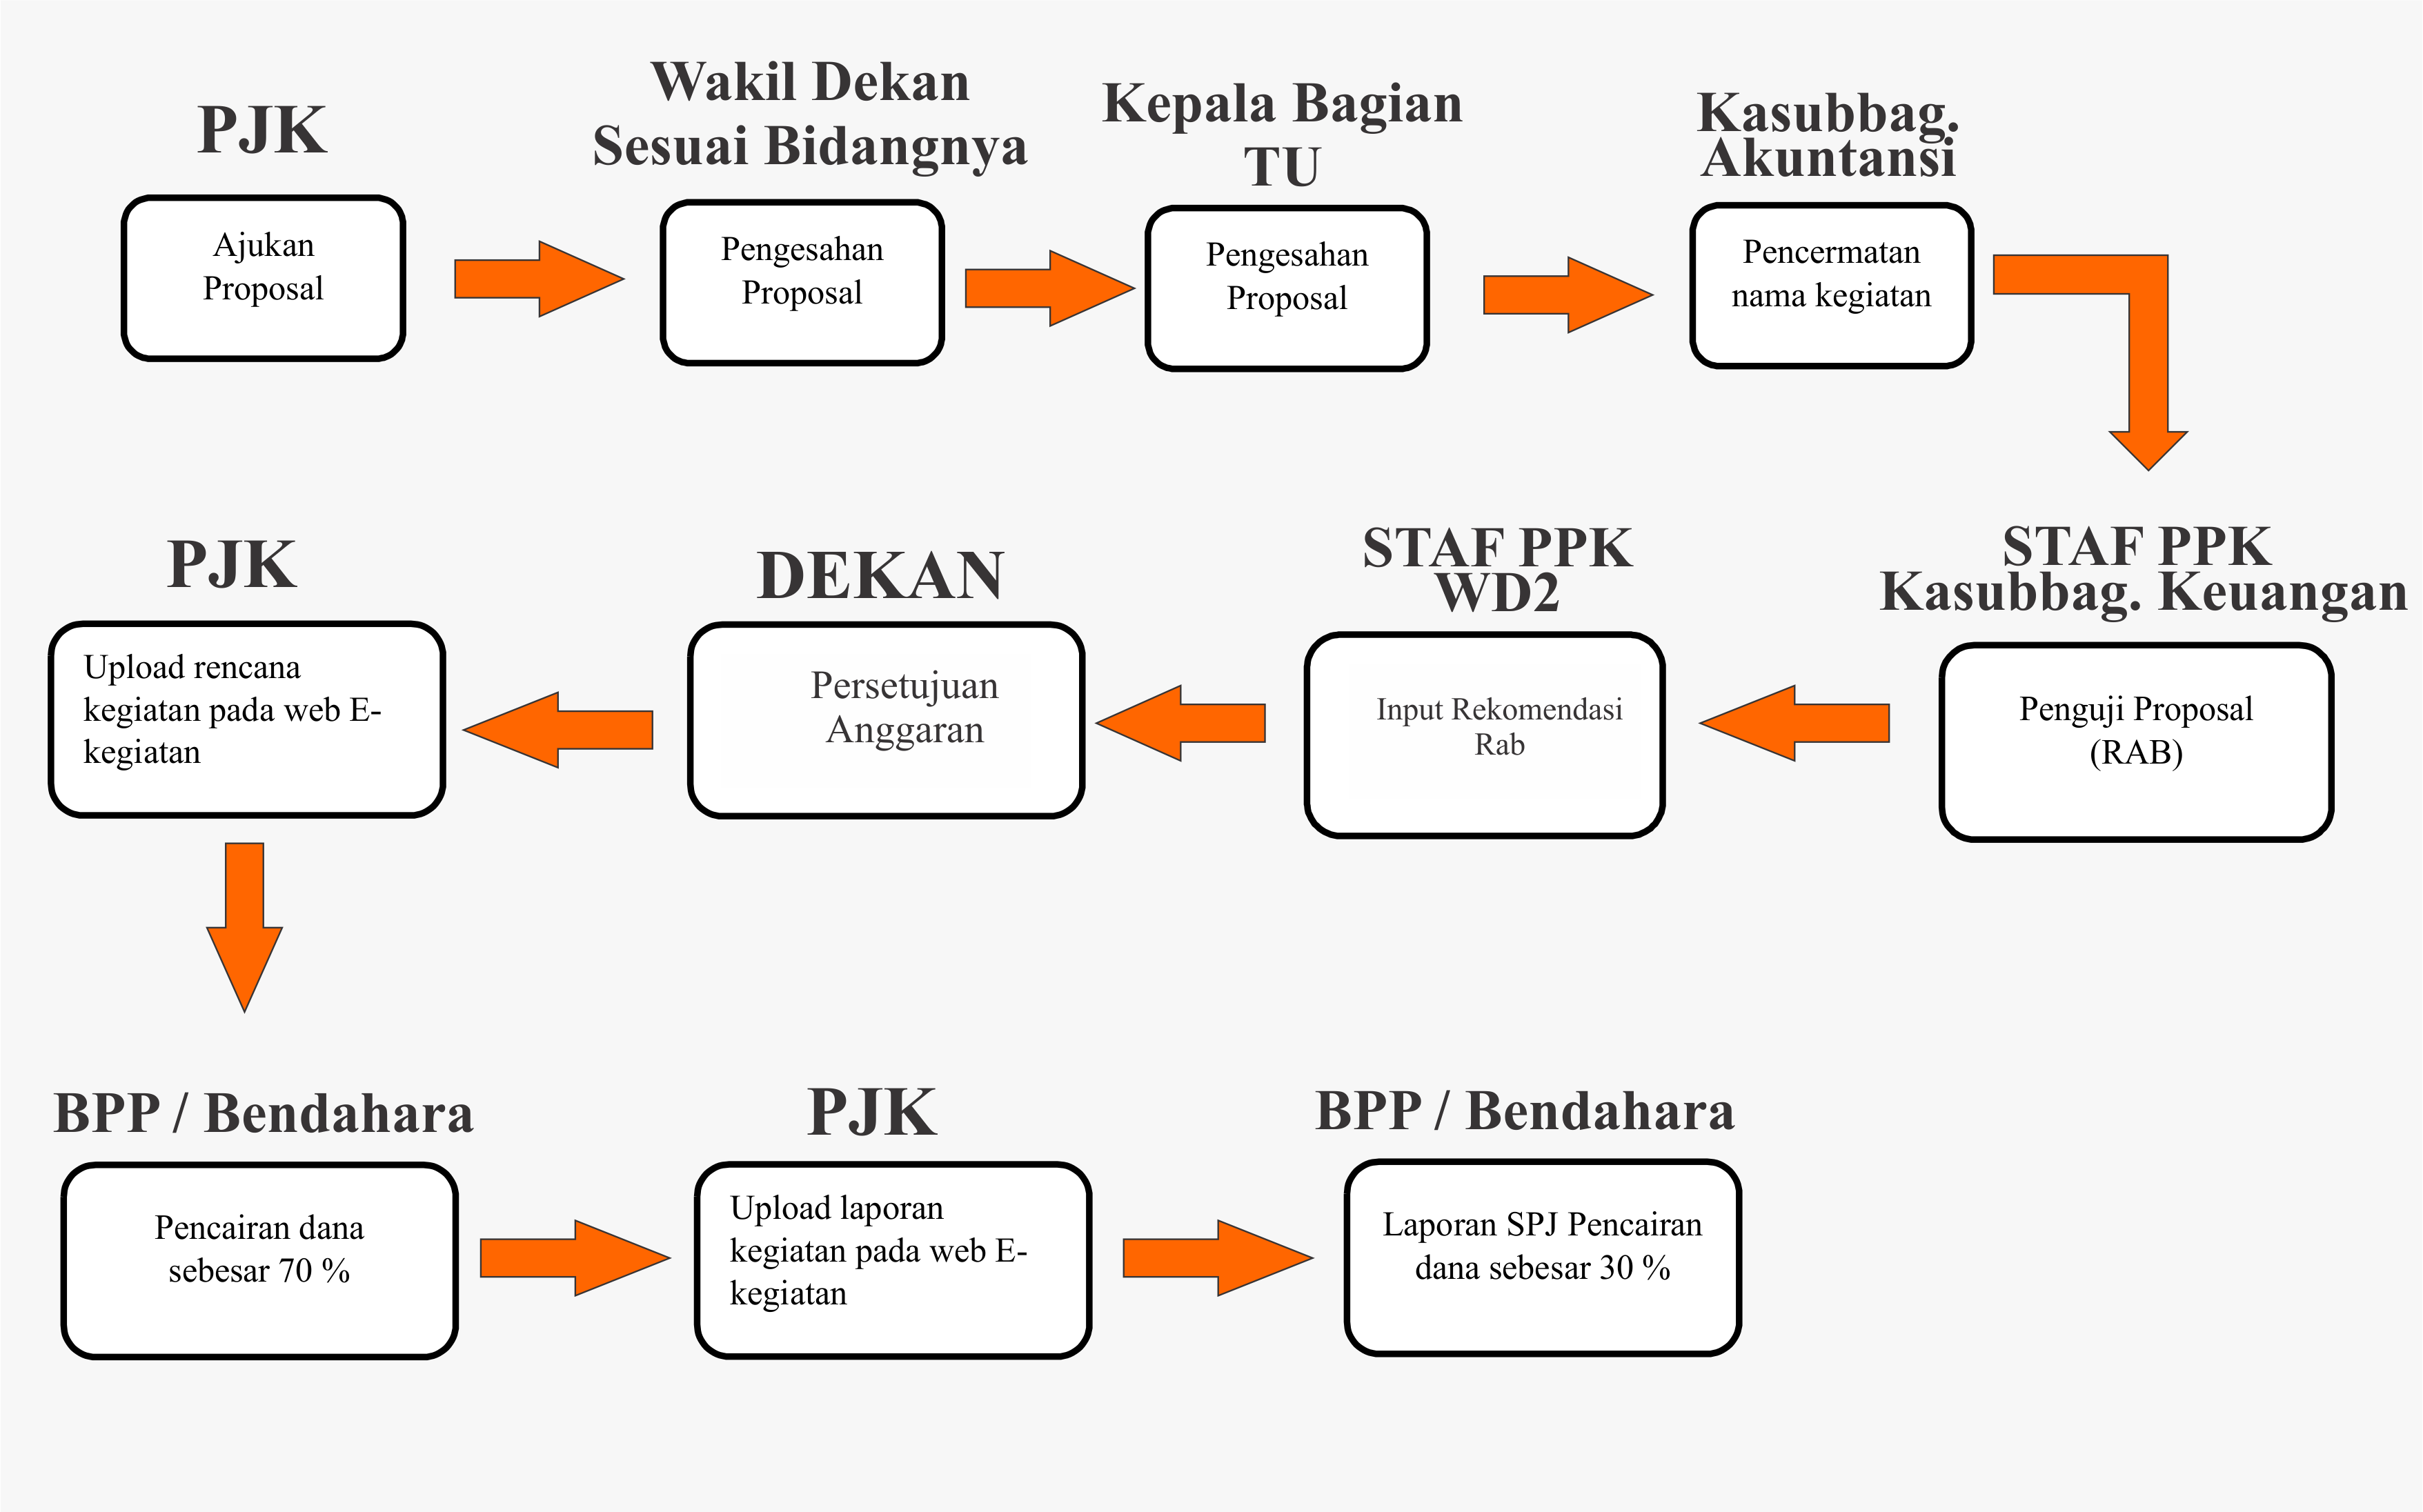 PJK
Ajukan
Proposal
Wakil Dekan
Sesuai Bidangnya
Pengesahan
Proposal
Kepala Bagian
TU
Pengesahan
Proposal
Kasubbag.
Akuntansi
Pencermatan
nama kegiatan
STAF PPK
Kasubbag. Keuangan
Penguji Proposal
(RAB)
STAF PPK
WD2
Input Rekomendasi
Rab
DEKAN
Persetujuan
Anggaran
PJK
Upload rencana
kegiatan pada web E-
kegiatan
BPP / Bendahara
Pencairan dana
sebesar 70 %
PJK
Upload laporan
kegiatan pada web E-
kegiatan
BPP / Bendahara
Laporan SPJ Pencairan
dana sebesar 30 %